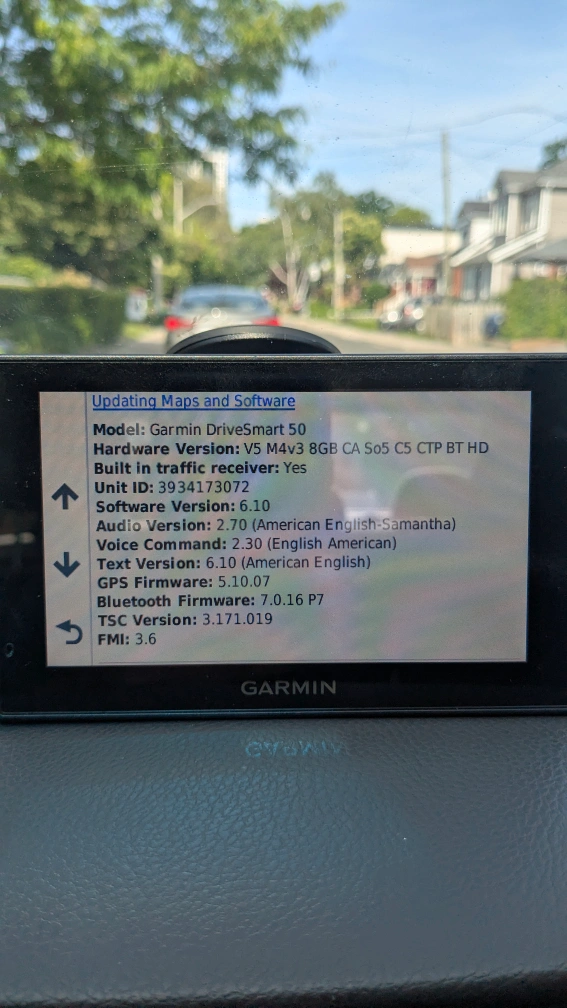 Updating Maps and Software
Model: Garmin DriveSmart 50
Hardware Version: V5 M4v3 8GB CA So5 C5 CTP BT HD
Built in traffic receiver: Yes
Unit ID: 3934173072
Software Version: 6.10
Audio Version: 2.70 (American English-Samantha)
Voice Command: 2.30 (English American)
Text Version: 6.10 (American English)
GPS Firmware: 5.10.07
Bluetooth Firmware: 7.0.16 P7
TSC Version: 3.171.019
FMI: 3.6
GARMIN
GARMIN